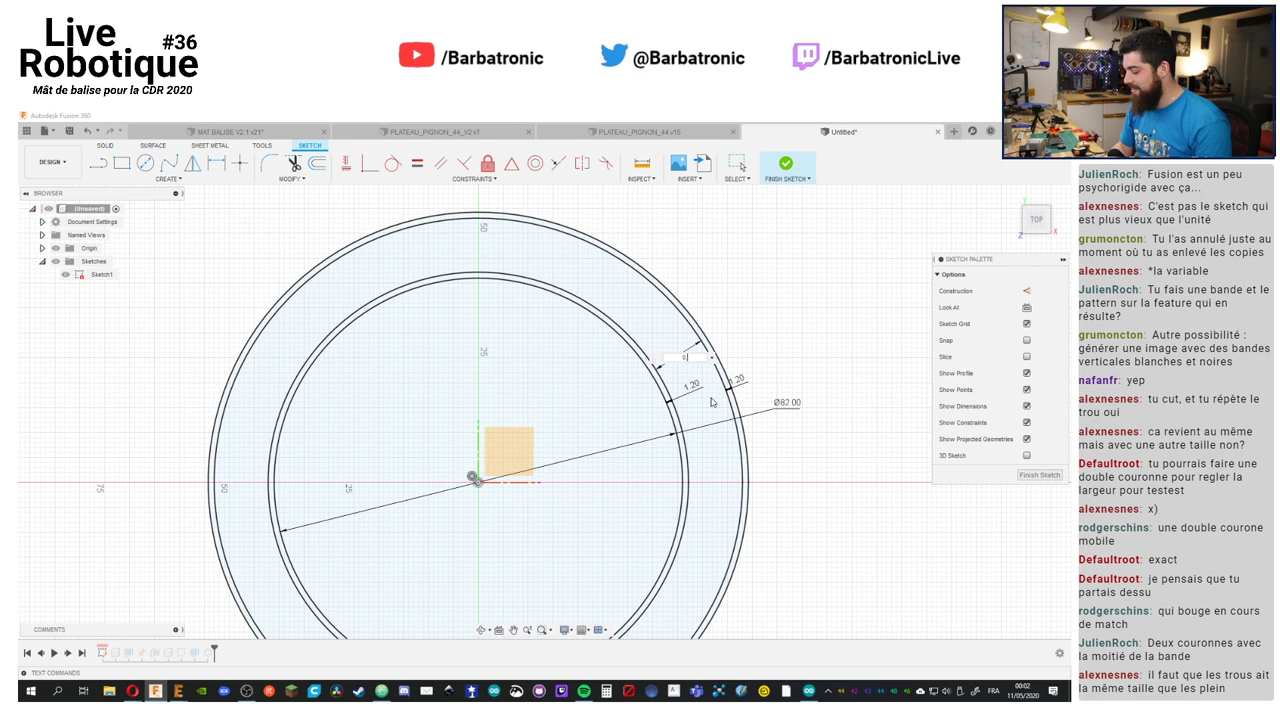 Live
Robotique #36
Mât de balise pour la CDR 2020
/Barbatronic
@Barbatronic
/BarbatronicLive
Autodesk Fusion 360
MAT BALISE V2.1 v21*
PLATEAU_PIGNON_44_V2 v7
PLATEAU_PIGNON_44 v15
Untitled*
SOLID SURFACE SHEET METAL TOOLS SKETCH
DESIGN
CREATE MODIFY CONSTRAINTS INSPECT INSERT SELECT FINISH SKETCH
BROWSER
(Unsaved)
Document Settings
Named Views
Origin
Sketches
Sketch1
TOP
Y
Z
X
50
25
0
1.20
1.20
Ø82.00
75
50
25
SKETCH PALETTE
Options
Construction
Look At
Sketch Grid
Snap
Slice
Show Profile
Show Points
Show Dimensions
Show Constraints
Show Projected Geometries
3D Sketch
Finish Sketch
COMMENTS
TEXT COMMANDS
FRA
00:02
11/05/2020
JulienRoch: Fusion est un peu
psychorigide avec ça...
alexnesnes: C'est pas le sketch qui
est plus vieux que l'unité
grumoncton: Tu l'as annulé juste au
moment où tu as enlevé les copies
alexnesnes: *la variable
JulienRoch: Tu fais une bande et le
pattern sur la feature qui en
résulte?
grumoncton: Autre possibilité :
générer une image avec des bandes
verticales blanches et noires
nafanfr: yep
alexnesnes: tu cut, et tu répète le
trou oui
alexnesnes: ca revient au même
mais avec une autre taille non?
Defaultroot: tu pourrais faire une
double couronne pour regler la
largeur pour testest
alexnesnes: x)
rodgerschins: une double courone
mobile
Defaultroot: exact
Defaultroot: je pensais que tu
partais dessu
rodgerschins: qui bouge en cours
de match
JulienRoch: Deux couronnes avec
la moitié de la bande
alexnesnes: il faut que les trous ait
la même taille que les plein